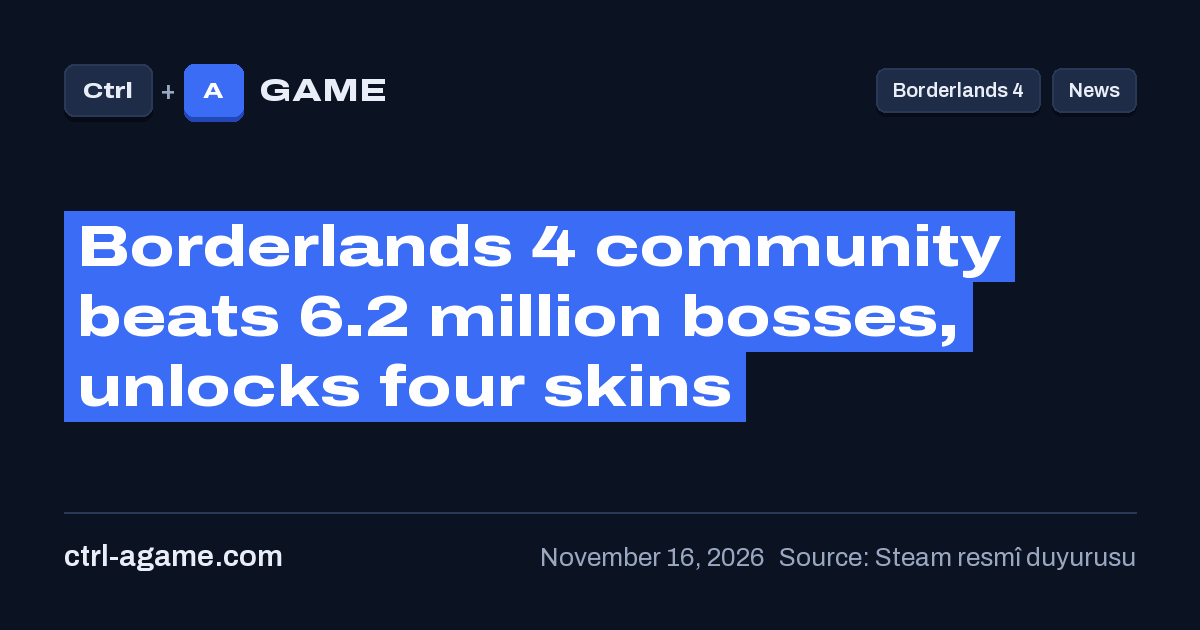 Ctrl + A GAME
Borderlands 4 News
Borderlands 4 community
beats 6.2 million bosses,
unlocks four skins
ctrl-agame.com
November 16, 2026 Source: Steam resmî duyurusu